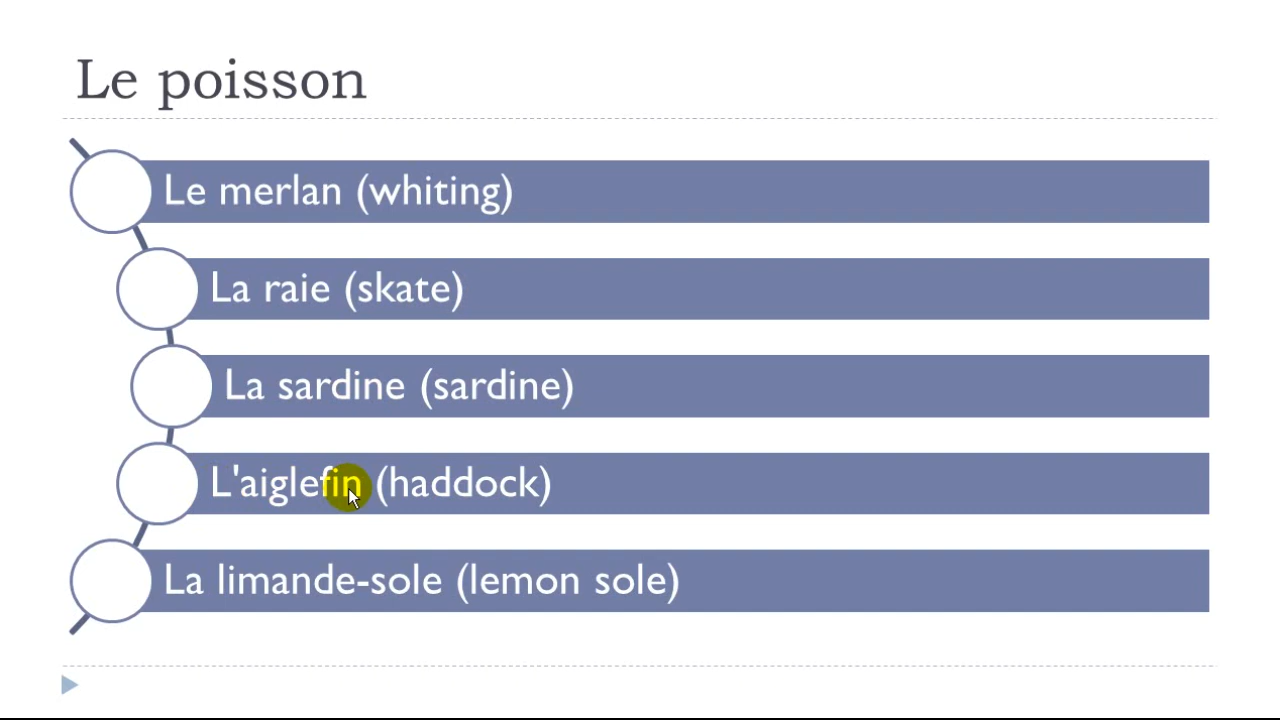 Le poisson
Le merlan (whiting)
La raie (skate)
La sardine (sardine)
L'aiglefin (haddock)
La limande-sole (lemon sole)